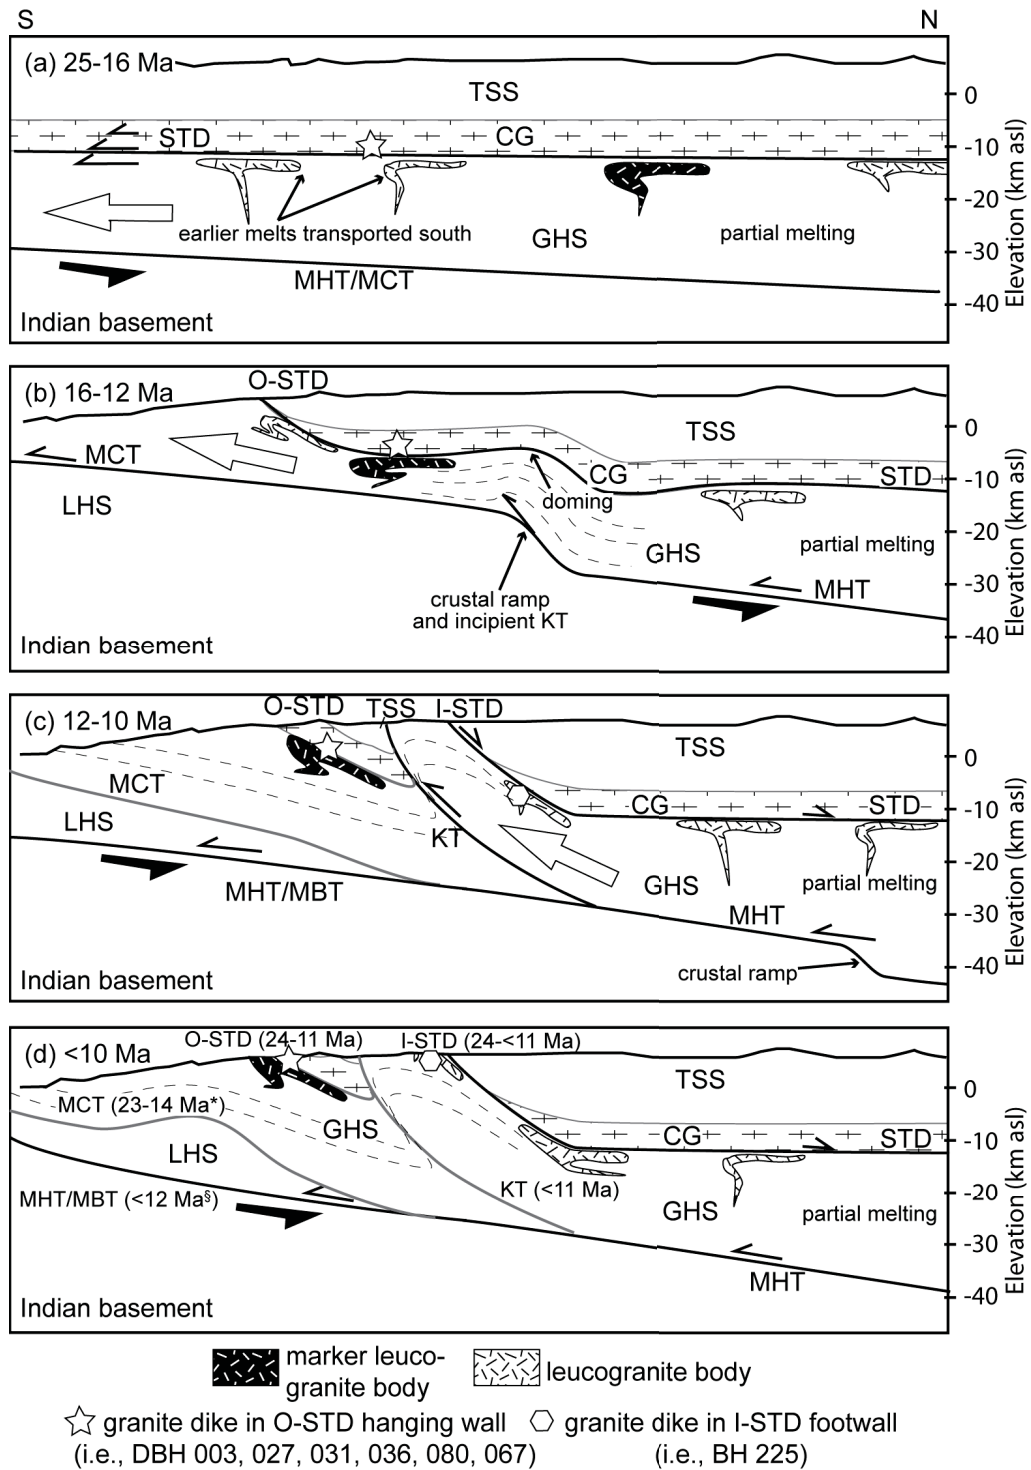 S N
(a) 25-16 Ma
TSS
0
STD CG
-10
-20
earlier melts transported south
GHS
partial melting
-30
MHT/MCT
-40
Indian basement
Elevation (km asl)
(b) 16-12 Ma
O-STD
TSS
0
MCT
CG
STD
-10
LHS
doming
-20
GHS
partial melting
-30
MHT
crustal ramp
and incipient KT
-40
Indian basement
Elevation (km asl)
(c) 12-10 Ma
O-STD TSS I-STD
TSS
0
MCT
CG
STD
-10
LHS
KT
-20
MHT/MBT
GHS
partial melting
-30
MHT
crustal ramp
-40
Indian basement
Elevation (km asl)
(d) <10 Ma
O-STD (24-11 Ma)
I-STD (24-<11 Ma)
TSS
0
MCT (23-14 Ma*)
GHS
CG
STD
-10
LHS
MHT/MBT (<12 Ma§)
KT (<11 Ma)
-20
GHS
partial melting
-30
MHT
-40
Indian basement
Elevation (km asl)
marker leuco-
granite body
leucogranite body
granite dike in O-STD hanging wall
(i.e., DBH 003, 027, 031, 036, 080, 067)
granite dike in I-STD footwall
(i.e., BH 225)